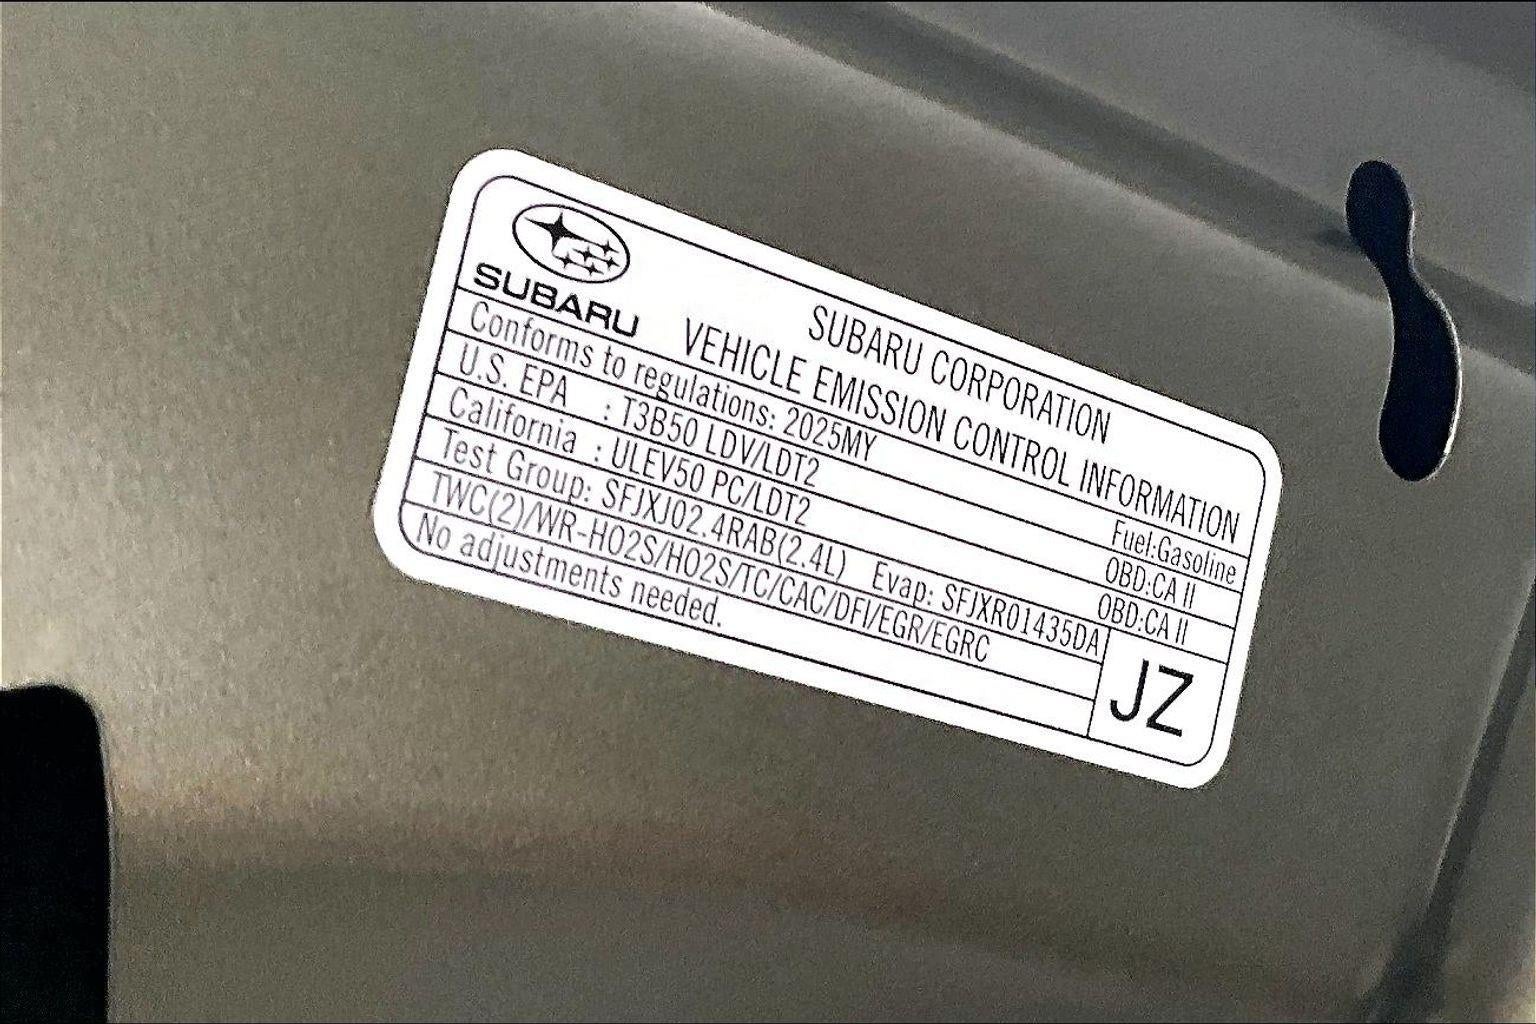 SUBARU
SUBARU CORPORATION
VEHICLE EMISSION CONTROL INFORMATION
Conforms to regulations: 2025MY Fuel:Gasoline
U.S. EPA : T3B50 LDV/LDT2 OBD:CA II
California : ULEV50 PC/LDT2 OBD:CA II
Test Group: SFJXJ02.4RAB(2.4L) Evap: SFJXR01435DA
TWC(2)/WR-HO2S/HO2S/TC/CAC/DFI/EGR/EGRC
No adjustments needed.
JZ